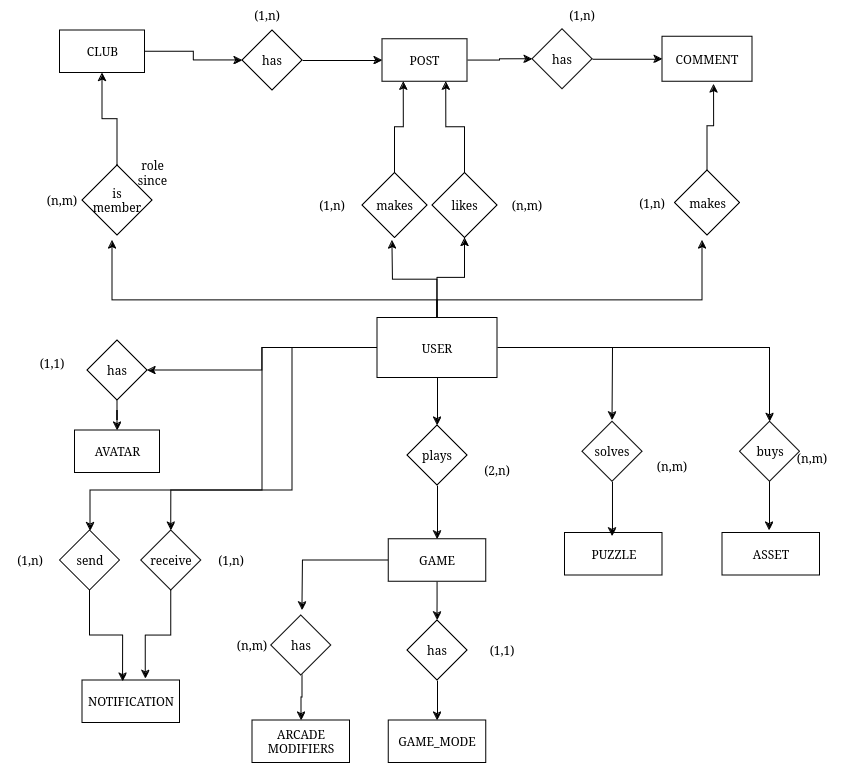 (1,n)
(1,n)
CLUB
has
POST
has
COMMENT
role
since
(n,m)
is
member
(1,n)
makes
likes
(n,m)
(1,n)
makes
USER
(1,1)
has
AVATAR
plays
(2,n)
solves
(n,m)
buys
(n,m)
(1,n)
send
receive
(1,n)
GAME
PUZZLE
ASSET
(n,m)
has
has
(1,1)
NOTIFICATION
ARCADE
MODIFIERS
GAME_MODE